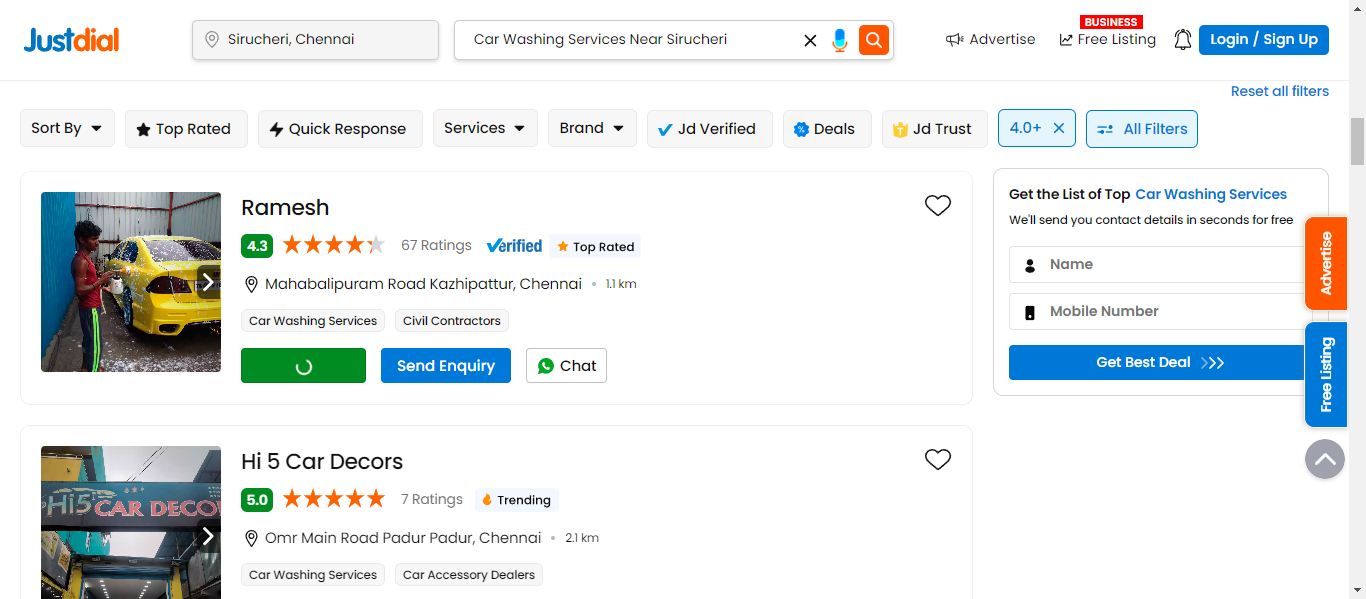 Justdial
Sirucheri, Chennai
Car Washing Services Near Sirucheri
Advertise
BUSINESS
Free Listing
Login / Sign Up
Reset all filters
Sort By
Top Rated
Quick Response
Services
Brand
Jd Verified
Deals
Jd Trust
4.0+
All Filters
Ramesh
4.3
67 Ratings
Verified
Top Rated
Mahabalipuram Road Kazhipattur, Chennai • 1.1 km
Car Washing Services
Civil Contractors
Send Enquiry
Chat
Hi 5 Car Decors
5.0
7 Ratings
Trending
Omr Main Road Padur Padur, Chennai • 2.1 km
Car Washing Services
Car Accessory Dealers
Hi5 CAR DECO
Get the List of Top Car Washing Services
We'll send you contact details in seconds for free
Name
Mobile Number
Get Best Deal
Advertise
Free Listing